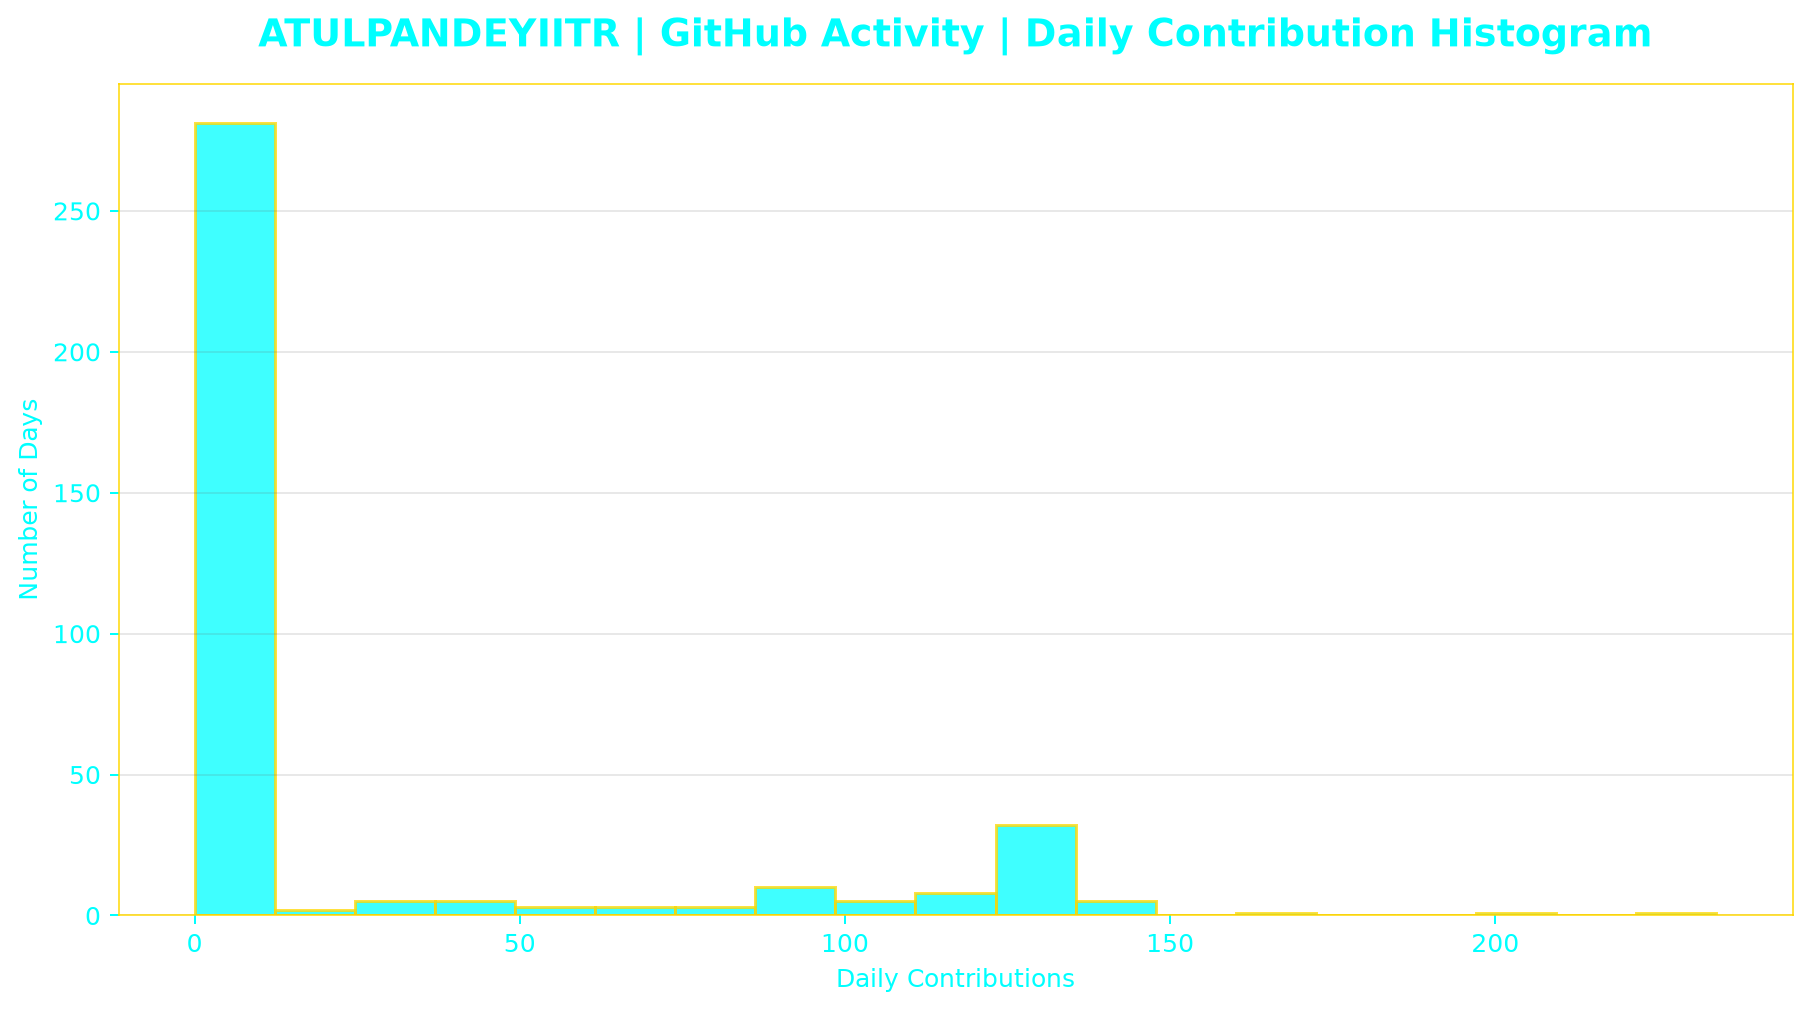 ATULPANDEYIITR | GitHub Activity | Daily Contribution Histogram
Number of Days
250
200
150
100
50
0
0 50 100 150 200
Daily Contributions